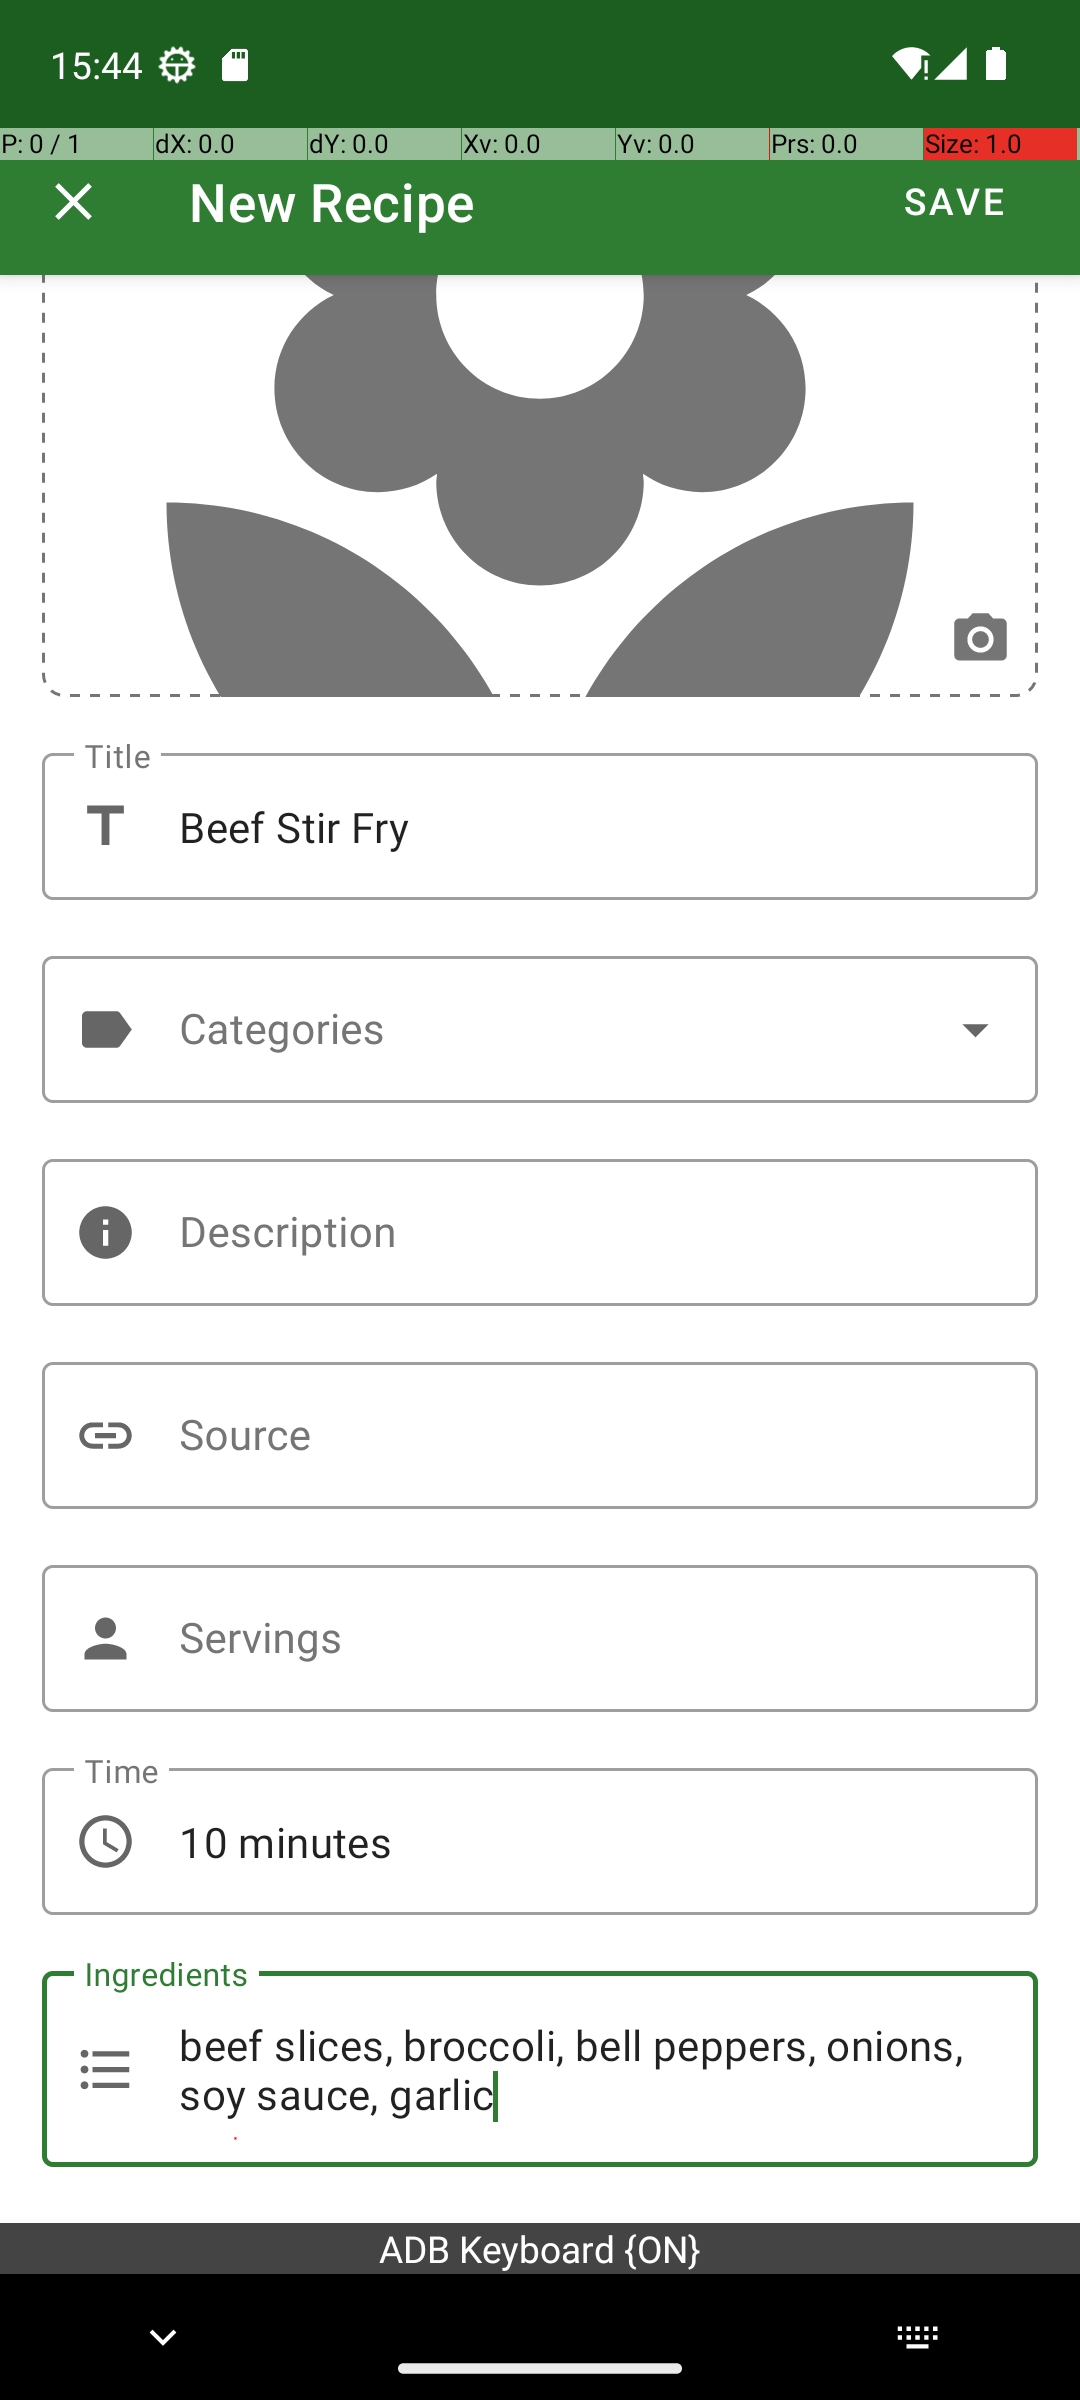 15:44
P: 0 / 1 dX: 0.0 dY: 0.0 Xv: 0.0 Yv: 0.0 Prs: 0.0 Size: 1.0
New Recipe SAVE
Title
Beef Stir Fry
Categories
Description
Source
Servings
Time
10 minutes
Ingredients
beef slices, broccoli, bell peppers, onions,
soy sauce, garlic
ADB Keyboard {ON}